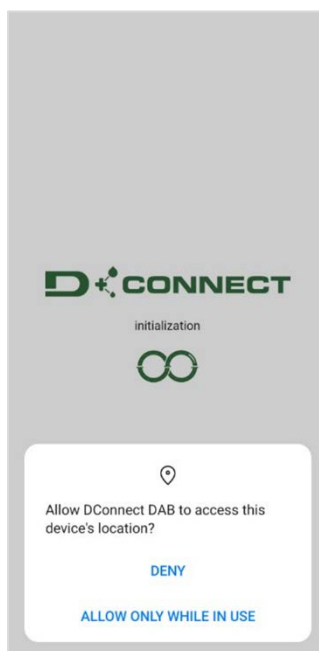 D+CONNECT
initialization
Allow DConnect DAB to access this
device's location?
DENY
ALLOW ONLY WHILE IN USE